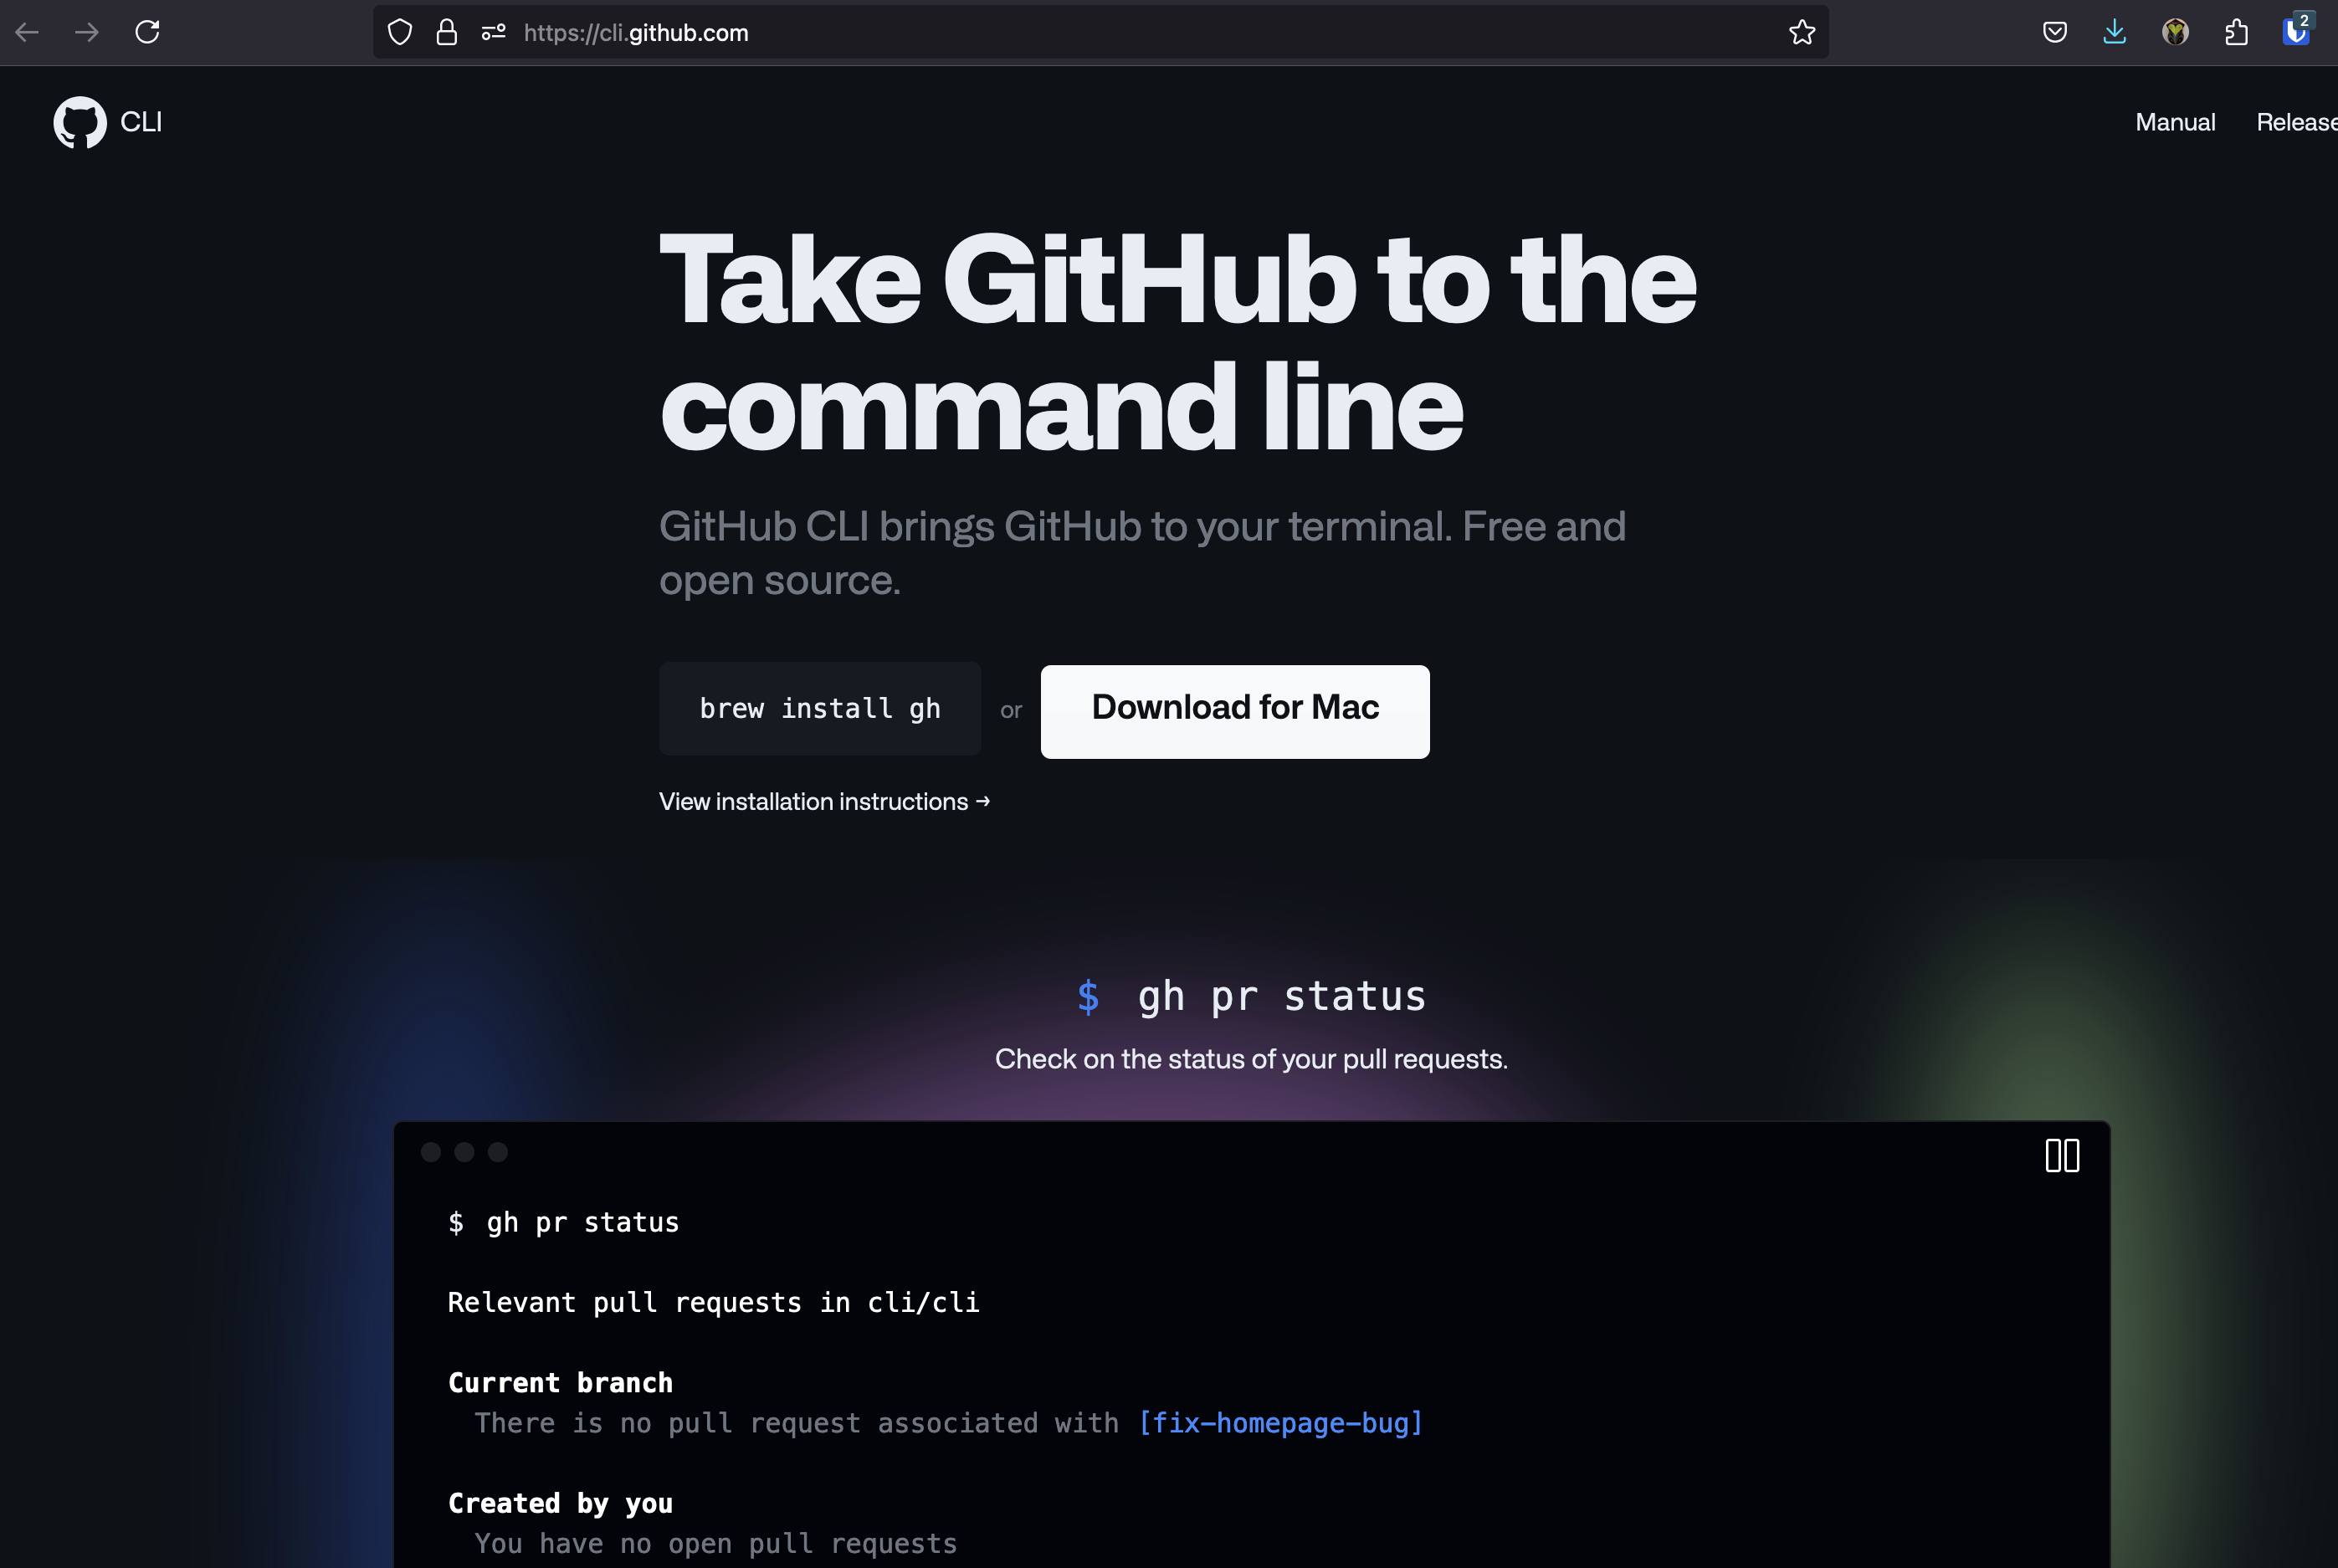 https://cli.github.com
2
CLI
Manual
Release
Take GitHub to the
command line
GitHub CLI brings GitHub to your terminal. Free and
open source.
brew install gh
or
Download for Mac
View installation instructions →
$ gh pr status
Check on the status of your pull requests.
$ gh pr status
Relevant pull requests in cli/cli
Current branch
There is no pull request associated with [fix-homepage-bug]
Created by you
You have no open pull requests